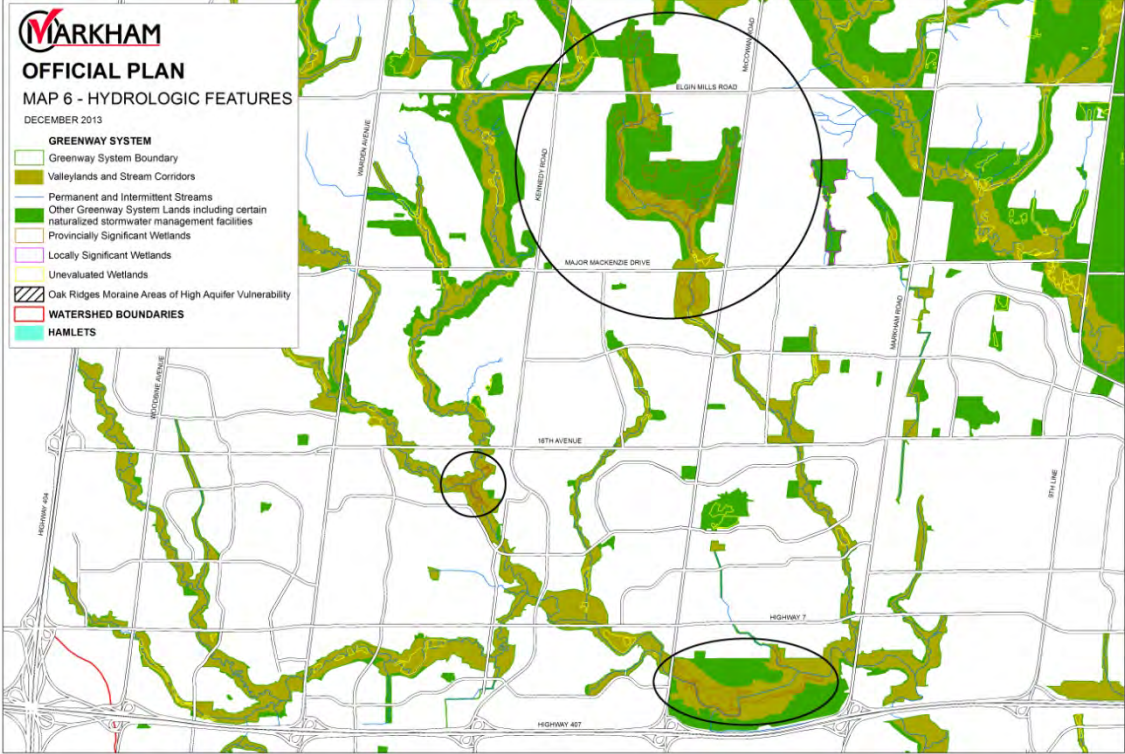 MARKHAM
OFFICIAL PLAN
MAP 6 - HYDROLOGIC FEATURES
DECEMBER 2013
GREENWAY SYSTEM
Greenway System Boundary
Valleylands and Stream Corridors
Permanent and Intermittent Streams
Other Greenway System Lands including certain
naturalized stormwater management facilities
Provincially Significant Wetlands
Locally Significant Wetlands
Unevaluated Wetlands
Oak Ridges Moraine Areas of High Aquifer Vulnerability
WATERSHED BOUNDARIES
HAMLETS
McCOWAN ROAD
ELGIN MILLS ROAD
WARDEN AVENUE
KENNEDY ROAD
MAJOR MACKENZIE DRIVE
MARKHAM ROAD
WOODBINE AVENUE
16TH AVENUE
HIGHWAY 404
9TH LINE
HIGHWAY 7
HIGHWAY 407